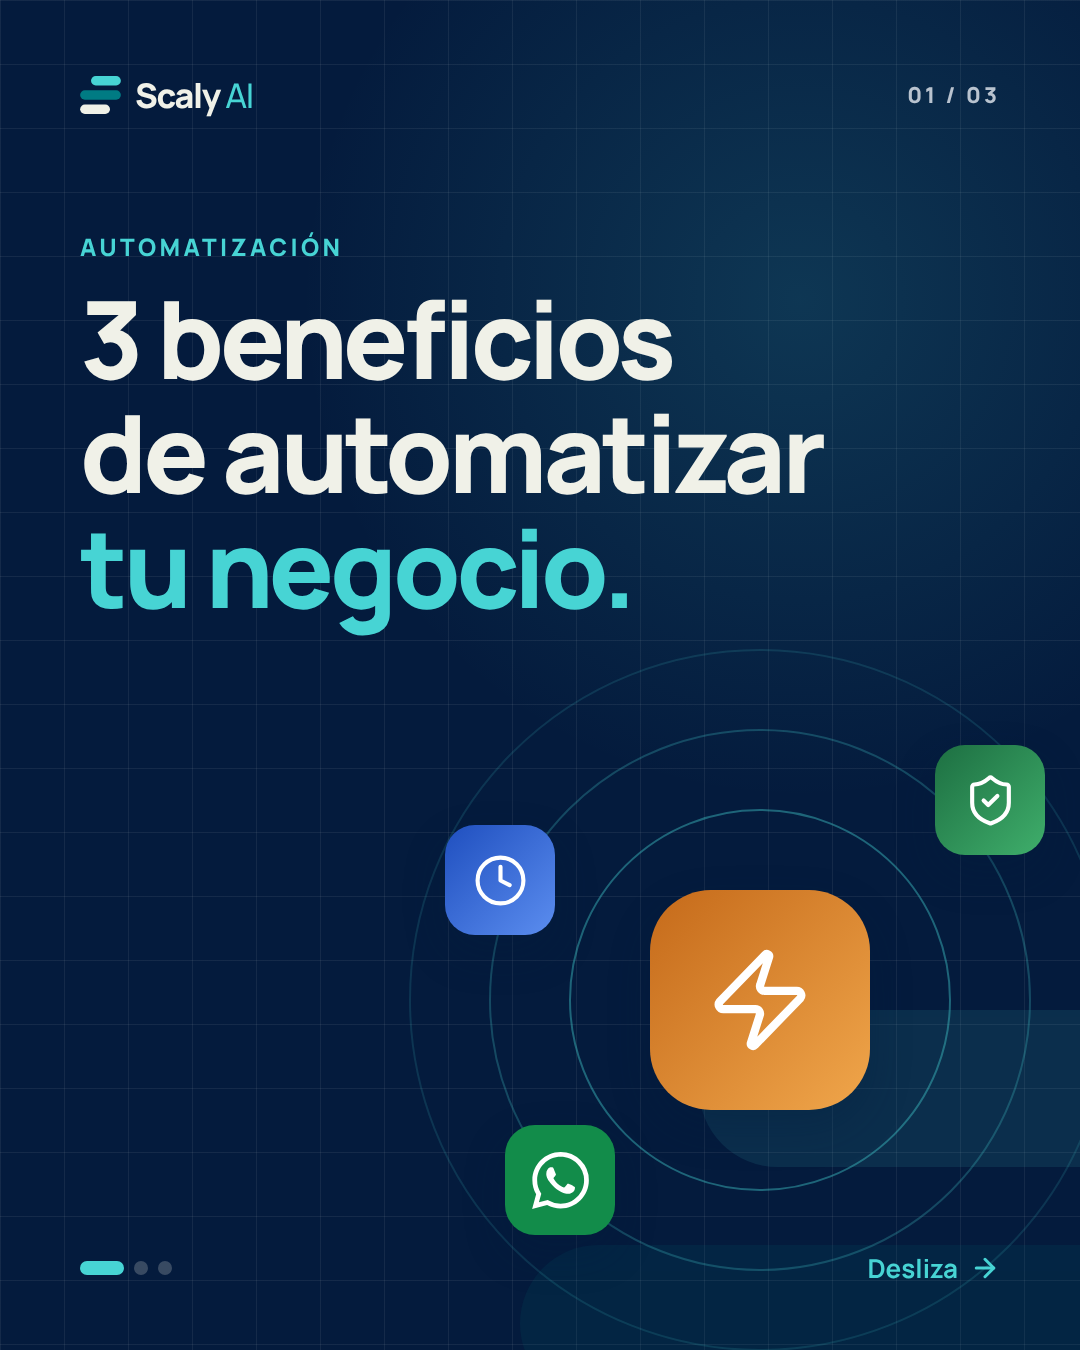 Scaly AI
01 / 03
AUTOMATIZACIÓN
3 beneficios
de automatizar
tu negocio.
Desliza